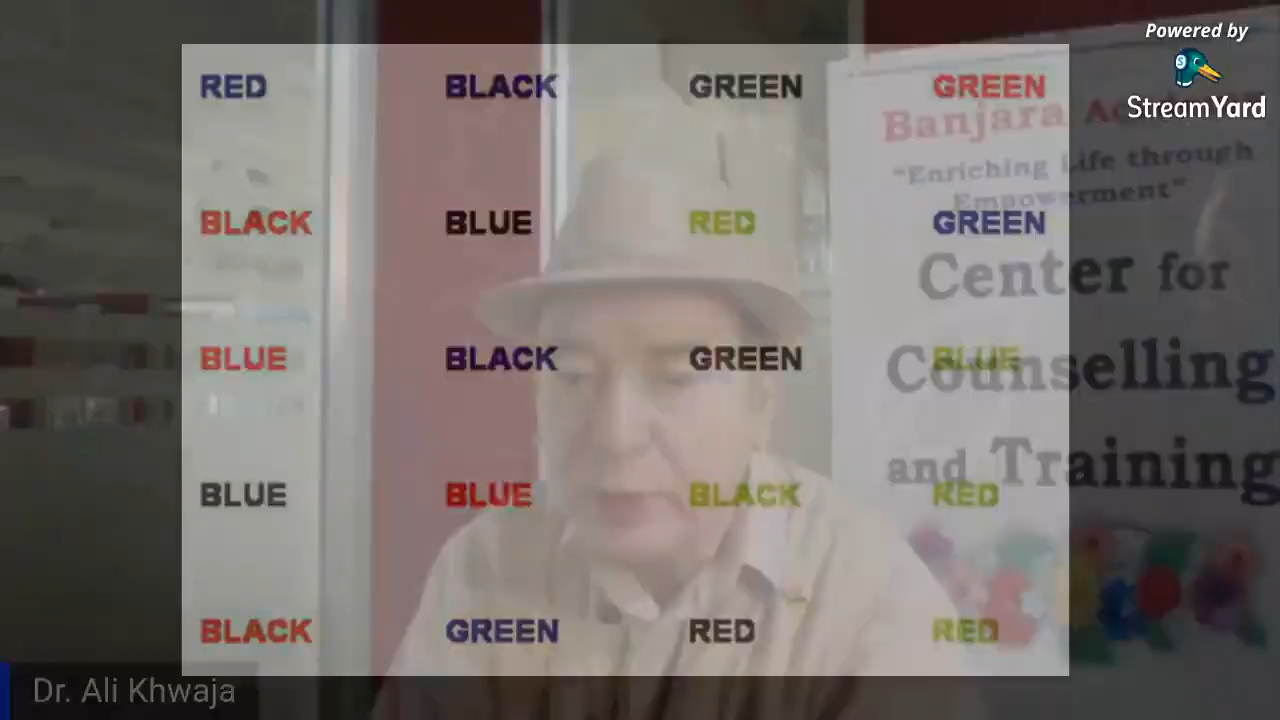 Powered by
StreamYard
RED BLACK GREEN GREEN
Banjara
"Enriching Life through
Empowerment"
BLACK BLUE RED GREEN
Center for
BLUE BLACK GREEN BLUE
Counselling
and Training
BLUE BLUE BLACK RED
BLACK GREEN RED RED
Dr. Ali Khwaja